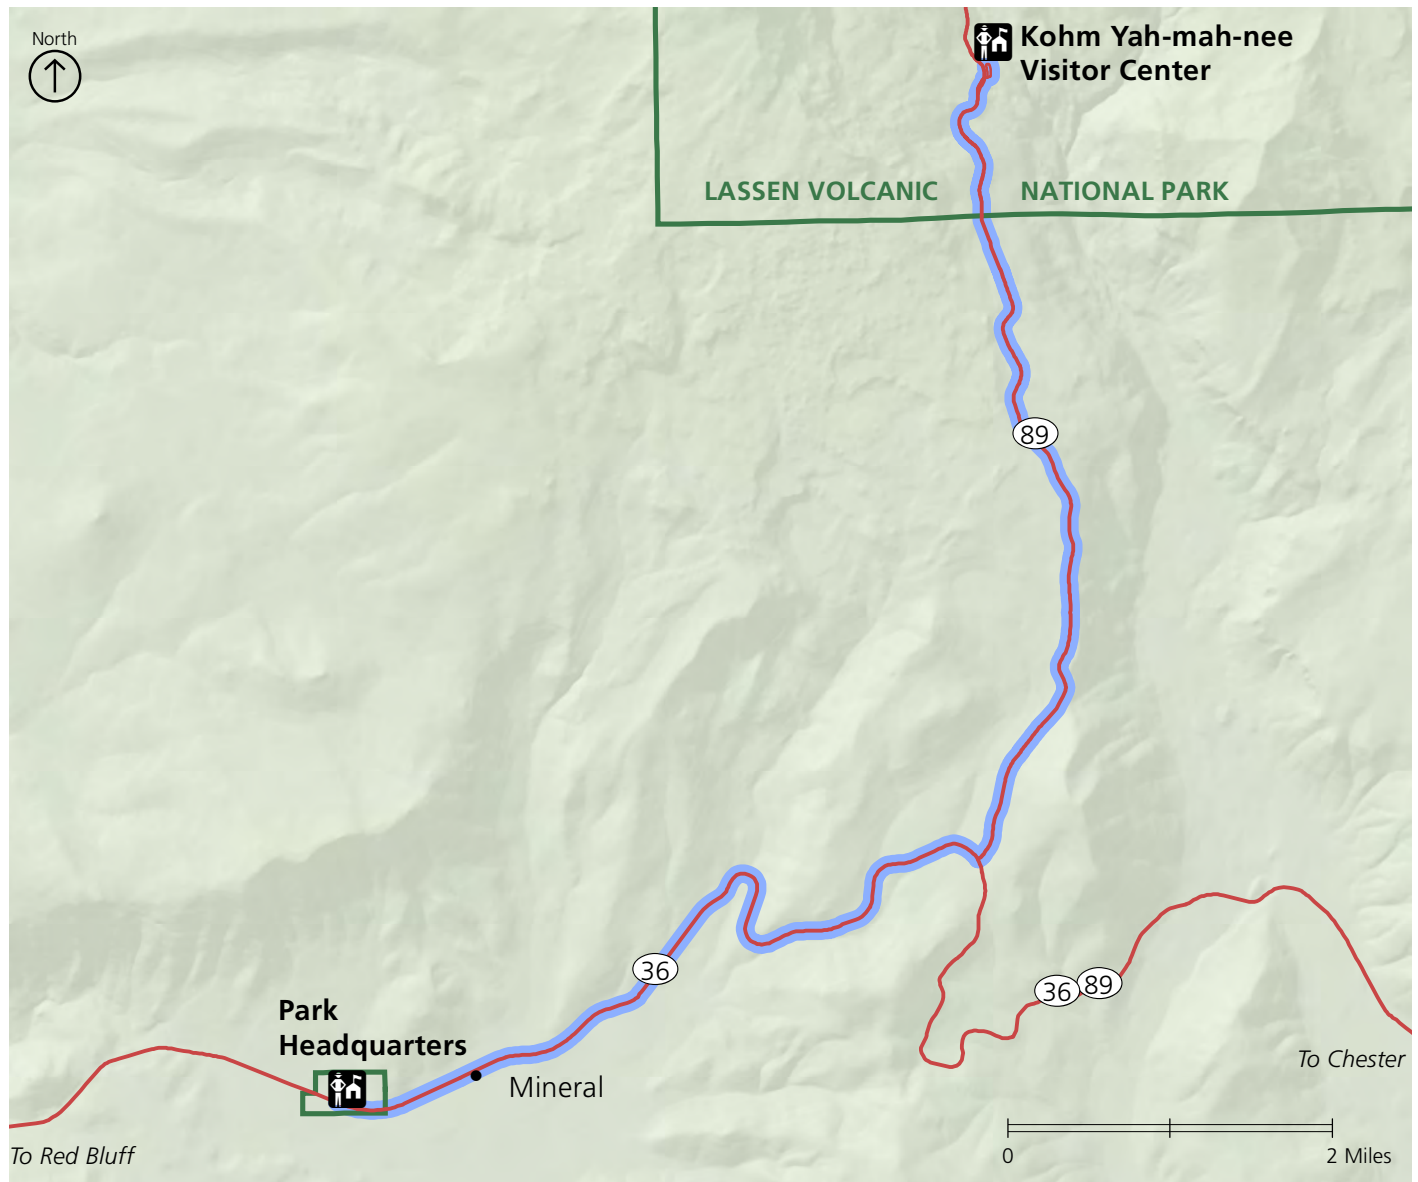 North
Kohm Yah-mah-nee
Visitor Center
LASSEN VOLCANIC NATIONAL PARK
89
36
36
89
Park
Headquarters
Mineral
To Chester
To Red Bluff
0 2 Miles